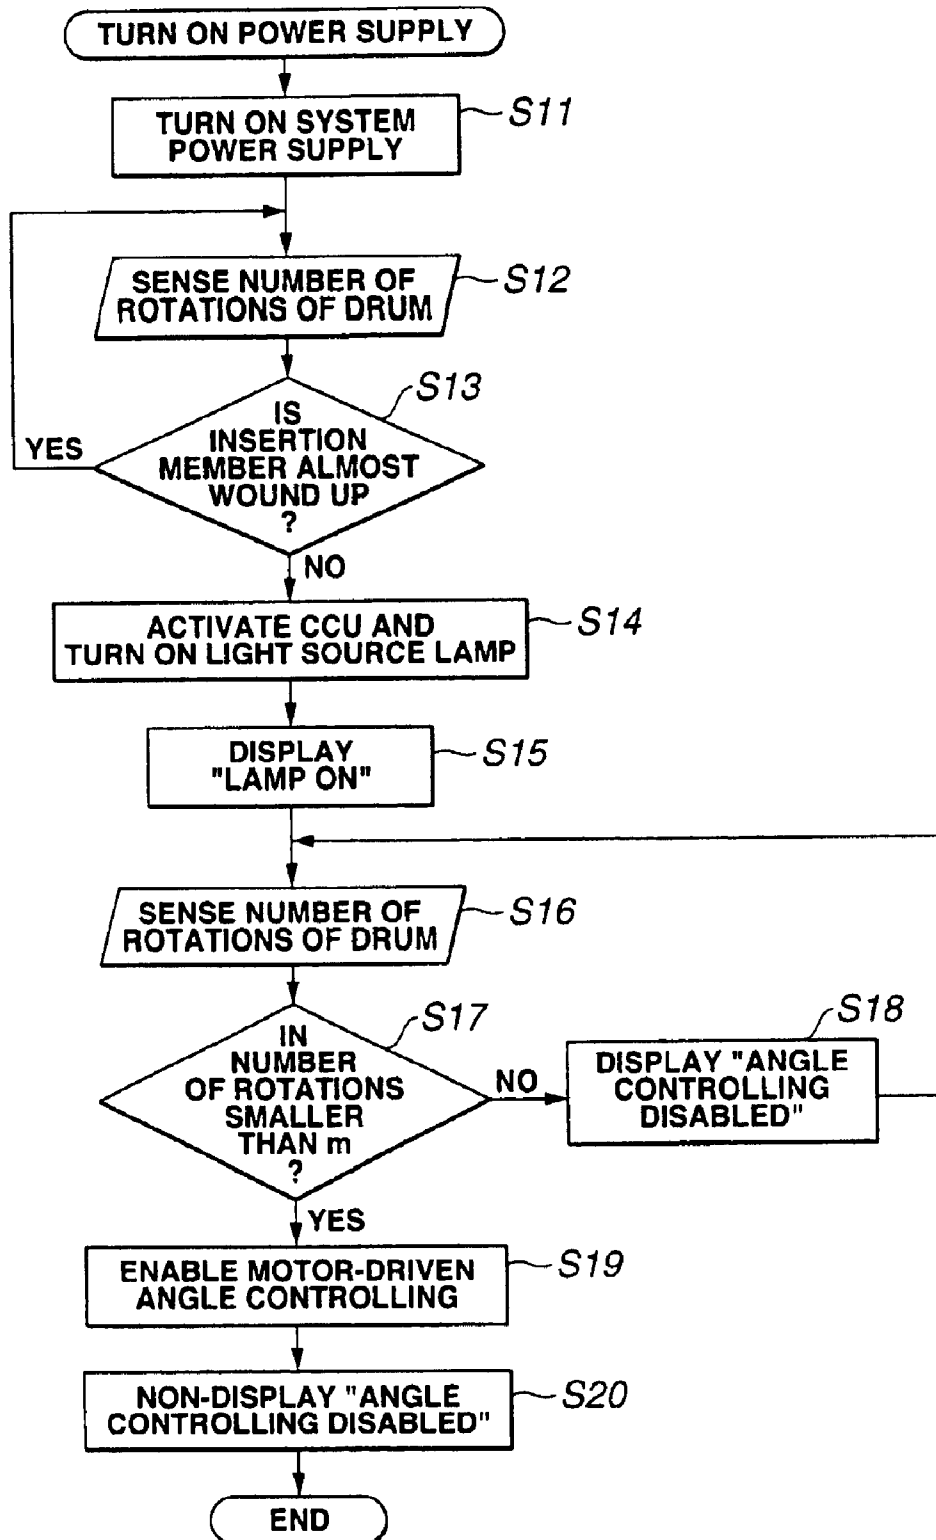 TURN ON POWER SUPPLY
TURN ON SYSTEM
POWER SUPPLY
S11
SENSE NUMBER OF
ROTATIONS OF DRUM
S12
S13
IS
INSERTION
MEMBER ALMOST
WOUND UP
?
YES
NO
ACTIVATE CCU AND
TURN ON LIGHT SOURCE LAMP
S14
DISPLAY
"LAMP ON"
S15
SENSE NUMBER OF
ROTATIONS OF DRUM
S16
S17
IN
NUMBER
OF ROTATIONS
SMALLER
THAN m
?
NO
S18
DISPLAY "ANGLE
CONTROLLING
DISABLED"
YES
ENABLE MOTOR-DRIVEN
ANGLE CONTROLLING
S19
NON-DISPLAY "ANGLE
CONTROLLING DISABLED"
S20
END